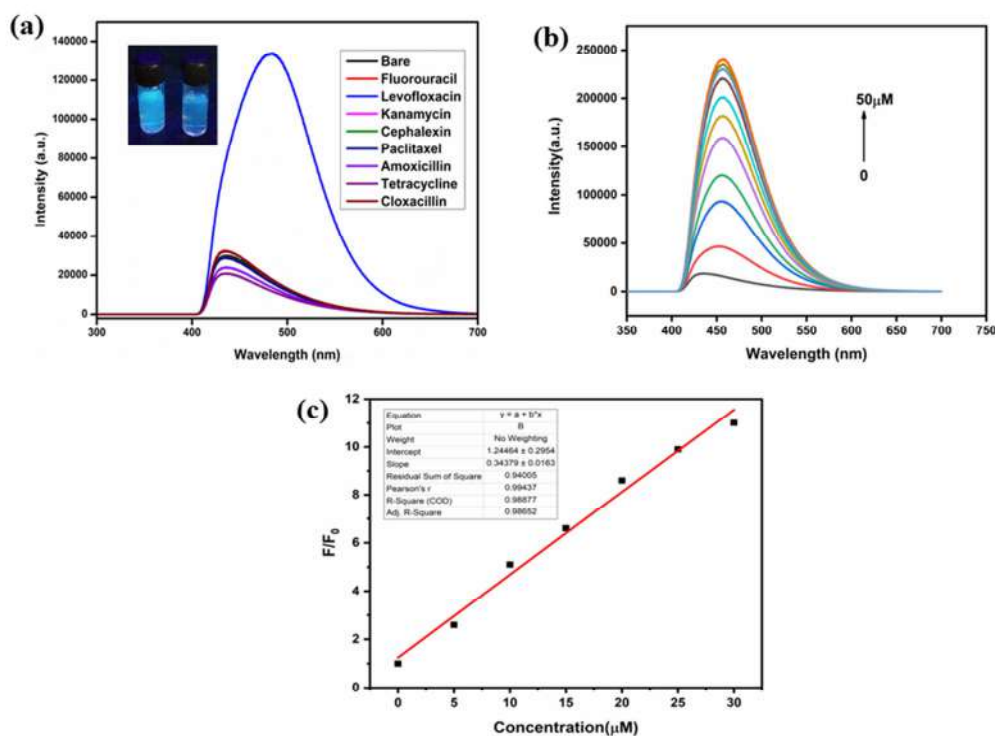 (a)
140000
120000
100000
80000
60000
40000
20000
0
Intensity (a.u.)
300 400 500 600 700
Wavelength (nm)
Bare
Fluorouracil
Levofloxacin
Kanamycin
Cephalexin
Paclitaxel
Amoxicillin
Tetracycline
Cloxacillin
(b)
250000
200000
150000
100000
50000
0
Intensity(a.u.)
350 400 450 500 550 600 650 700 750
Wavelength (nm)
50μM
0
(c)
12
10
8
6
4
2
0
F/F0
0 5 10 15 20 25 30
Concentration(μM)
Equation y = a + b*x
Plot B
Weight No Weighting
Intercept 1.24464 ± 0.2954
Slope 0.34379 ± 0.0163
Residual Sum of Square 0.94005
Pearson's r 0.99437
R-Square (COD) 0.98877
Adj. R-Square 0.98652